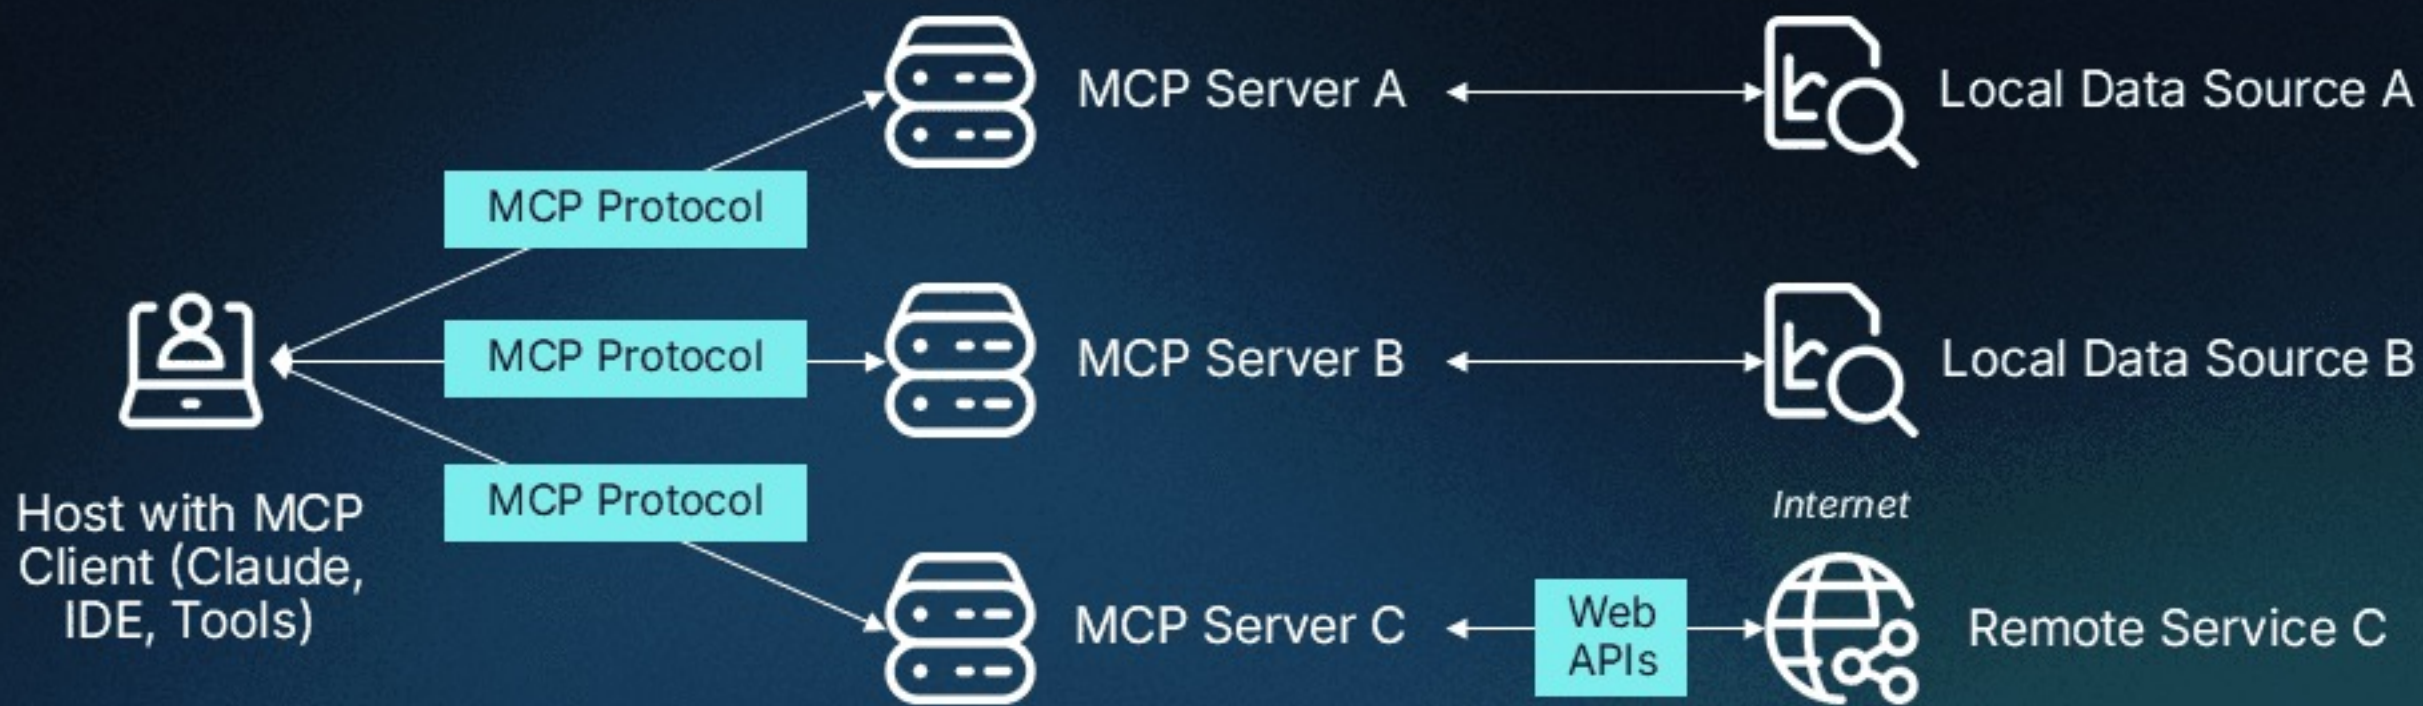 MCP Server A
Local Data Source A
MCP Protocol
MCP Protocol
MCP Server B
Local Data Source B
MCP Protocol
Host with MCP
Client (Claude,
IDE, Tools)
Internet
MCP Server C
Web
APIs
Remote Service C